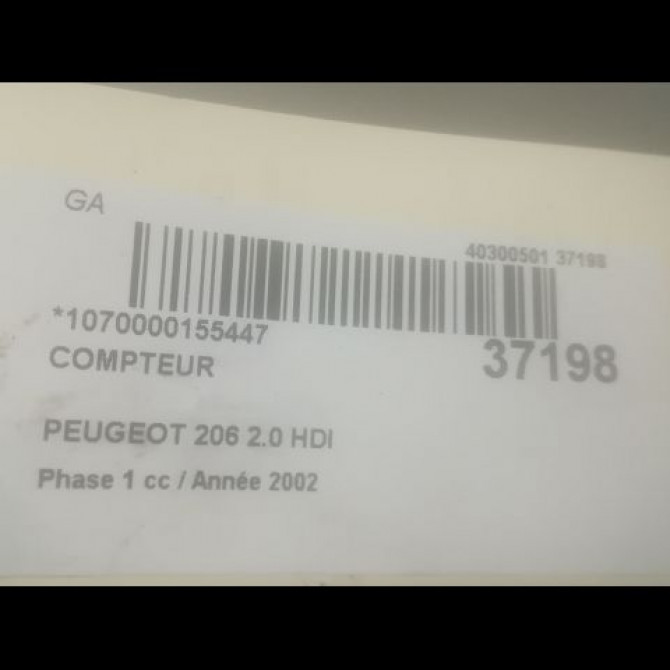 GA
40300501 37198
*1070000155447
37198
COMPTEUR
PEUGEOT 206 2.0 HDI
Phase 1 cc / Année 2002